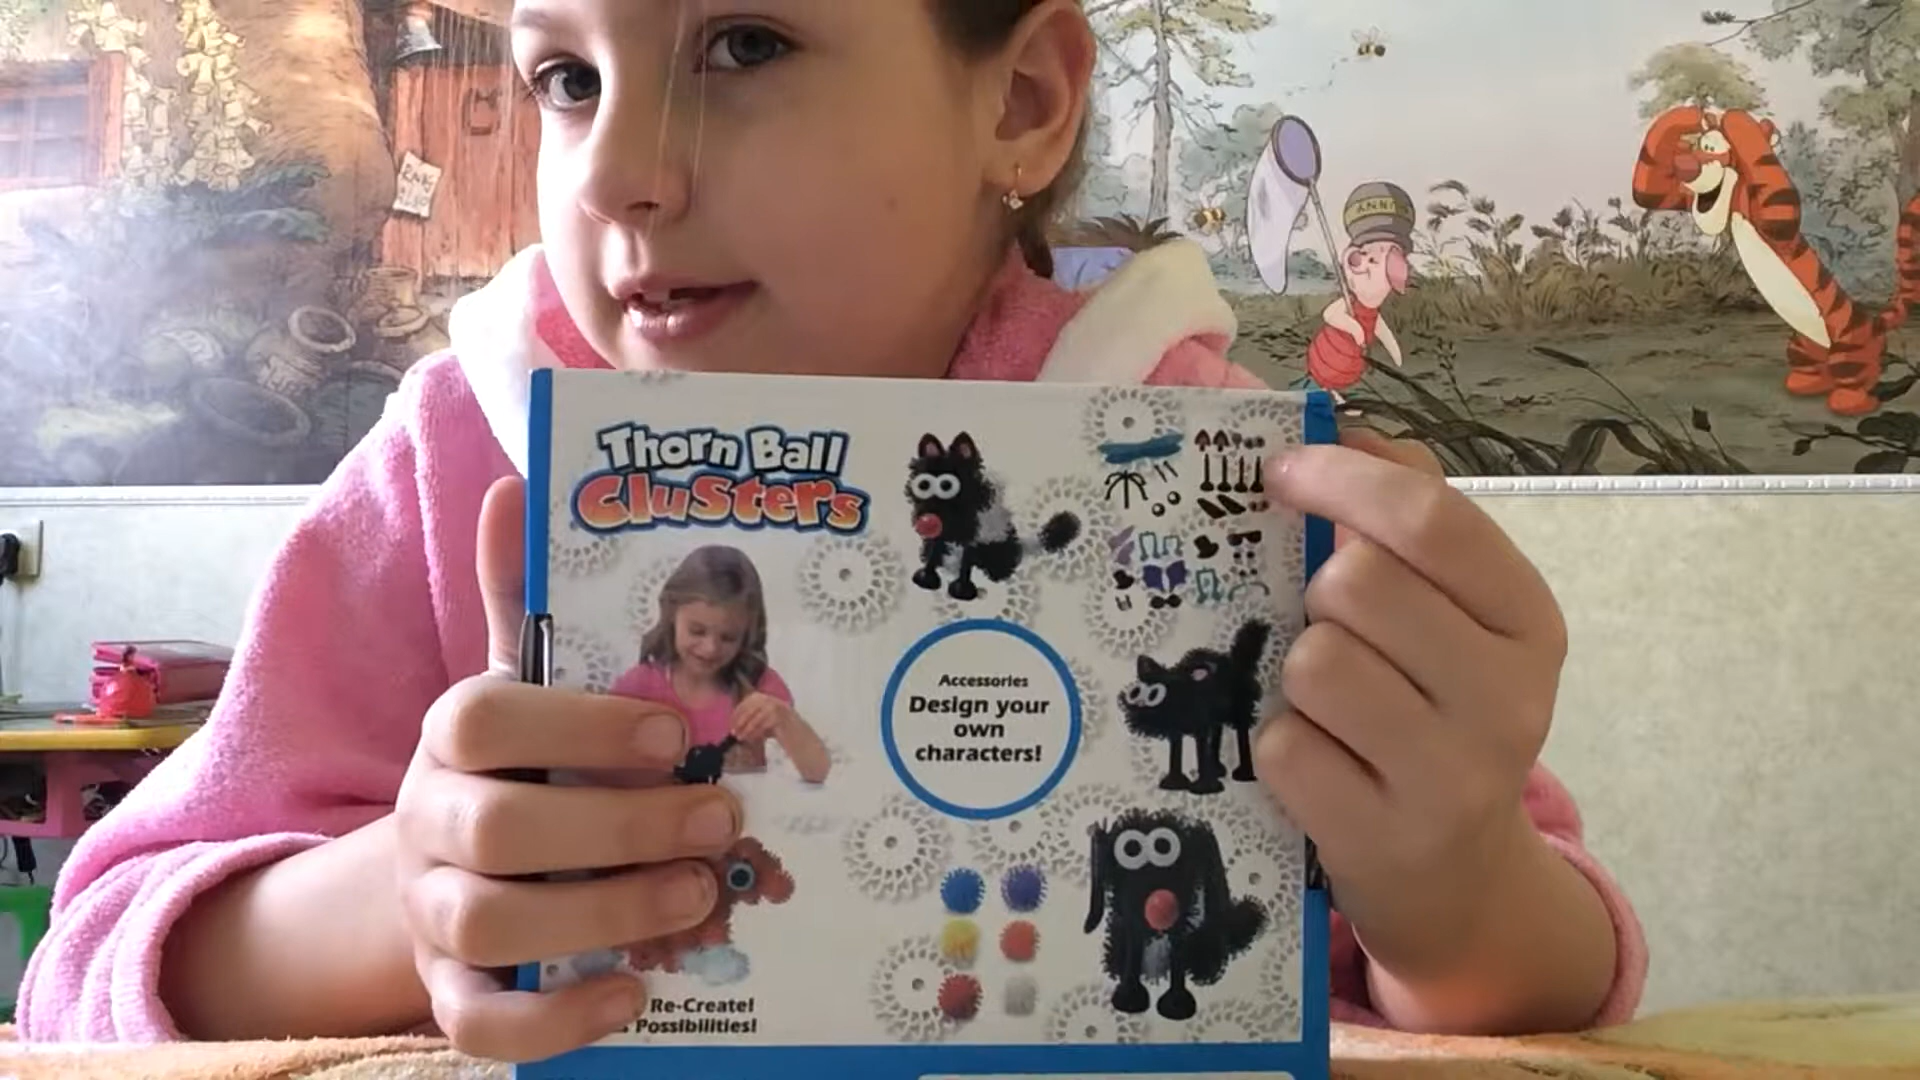 Thorn Ball
Clusters
Accessories
Design your
own
characters!
Re-Create!
Possibilities!